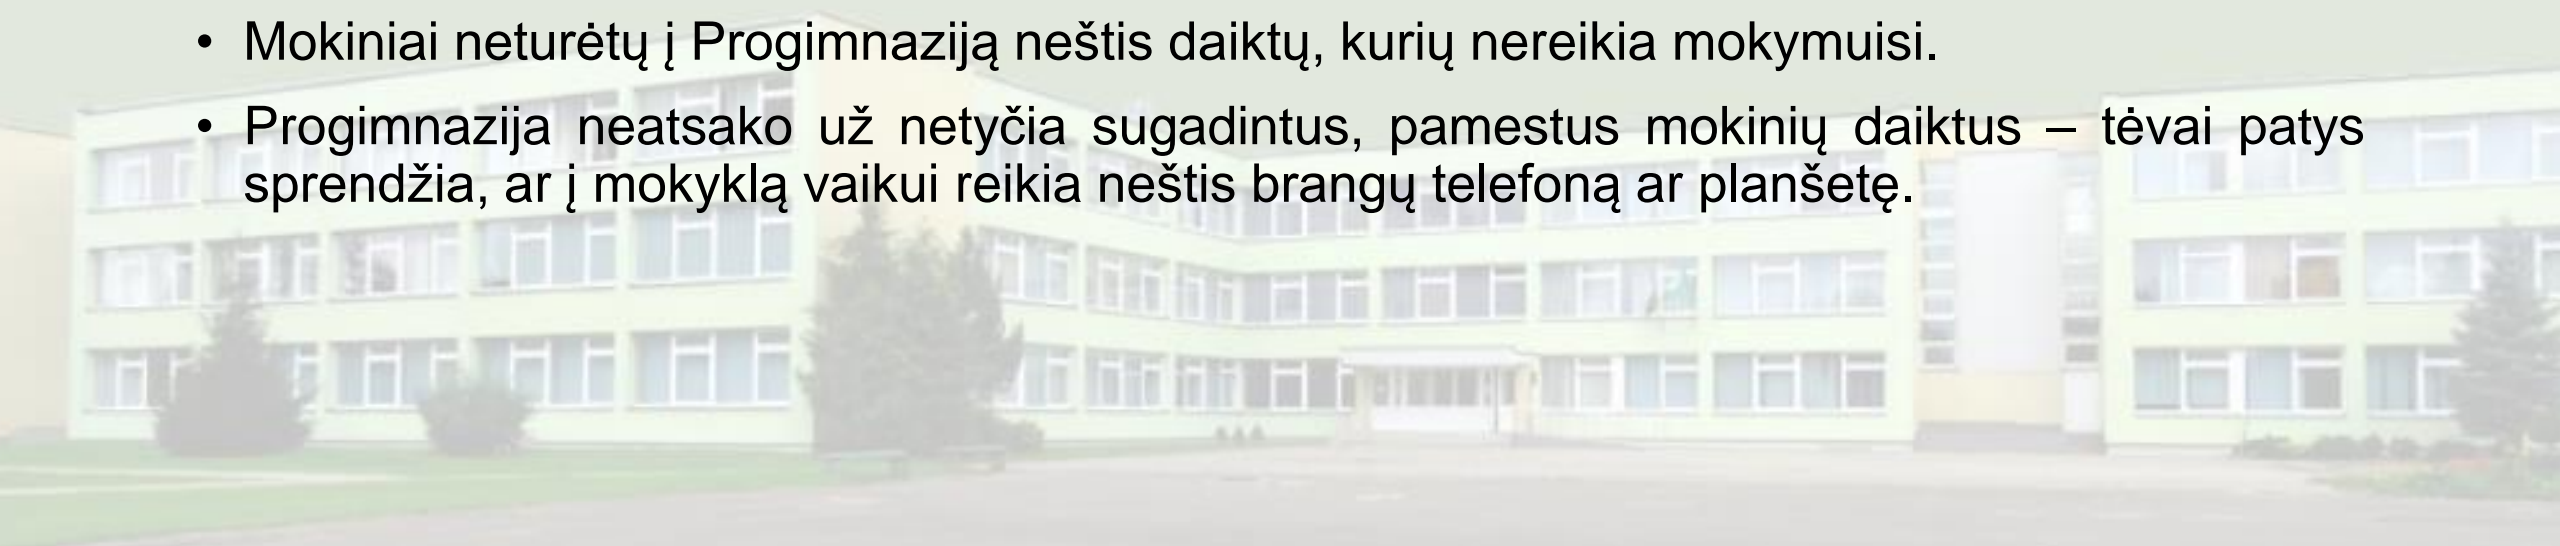 • Mokiniai neturėtų į Progimnaziją neštis daiktų, kurių nereikia mokymuisi.
• Progimnazija neatsako už netyčia sugadintus, pamestus mokinių daiktus – tėvai patys
sprendžia, ar į mokyklą vaikui reikia neštis brangų telefoną ar planšetę.